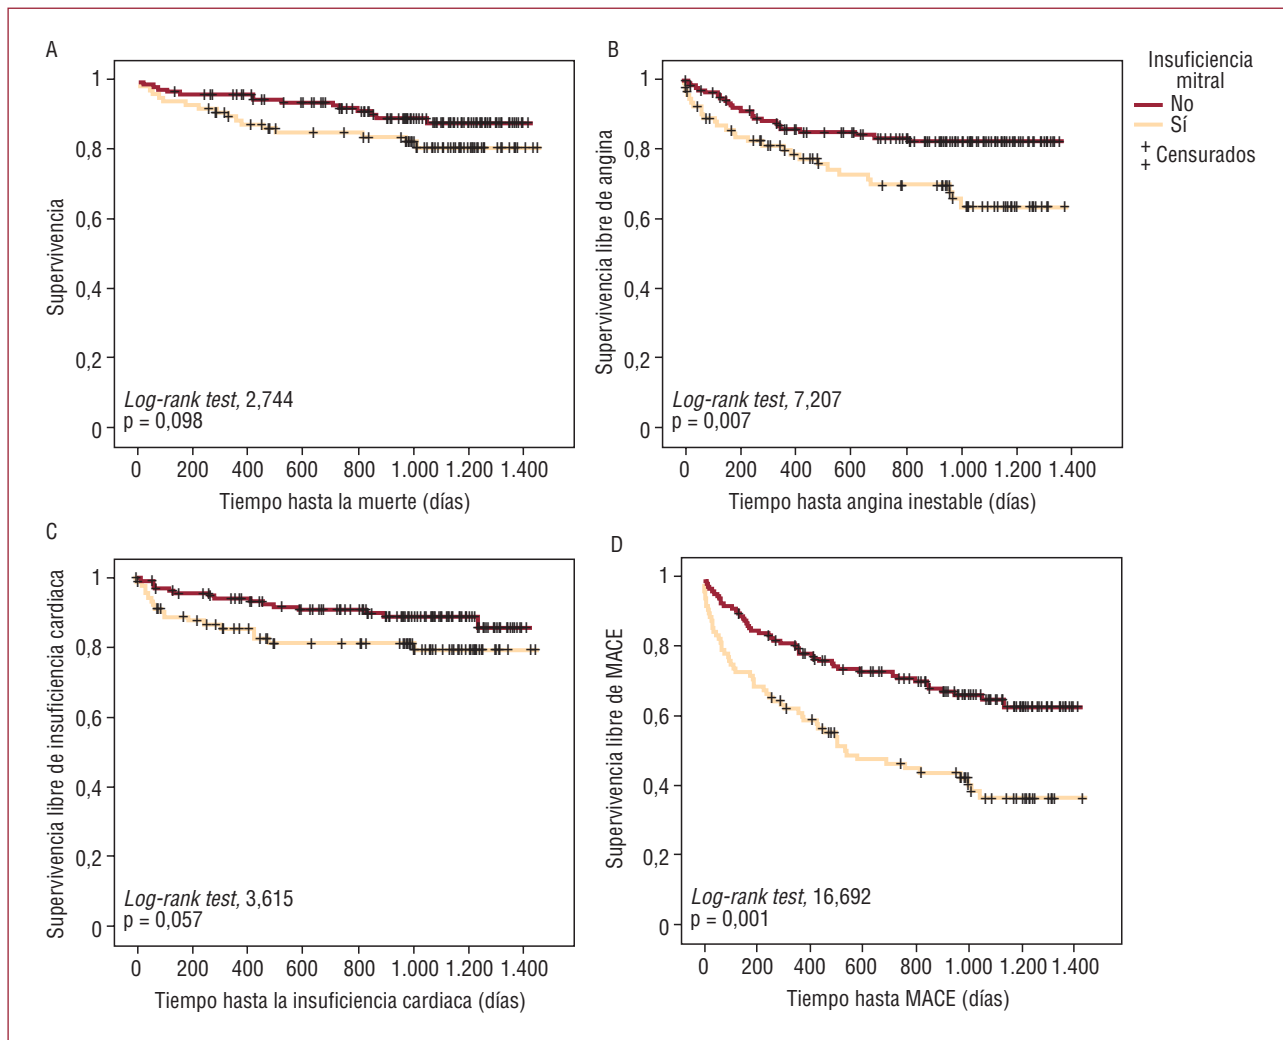 A
Supervivencia
1
0,8
0,6
0,4
0,2
0
Log-rank test, 2,744
p = 0,098
0 200 400 600 800 1.000 1.200 1.400
Tiempo hasta la muerte (días)
B
Supervivencia libre de angina
1
0,8
0,6
0,4
0,2
0
Log-rank test, 7,207
p = 0,007
0 200 400 600 800 1.000 1.200 1.400
Tiempo hasta angina inestable (días)
Insuficiencia
mitral
No
Sí
Censurados
C
Supervivencia libre de insuficiencia cardiaca
1
0,8
0,6
0,4
0,2
0
Log-rank test, 3,615
p = 0,057
0 200 400 600 800 1.000 1.200 1.400
Tiempo hasta la insuficiencia cardiaca (días)
D
Supervivencia libre de MACE
1
0,8
0,6
0,4
0,2
0
Log-rank test, 16,692
p = 0,001
0 200 400 600 800 1.000 1.200 1.400
Tiempo hasta MACE (días)